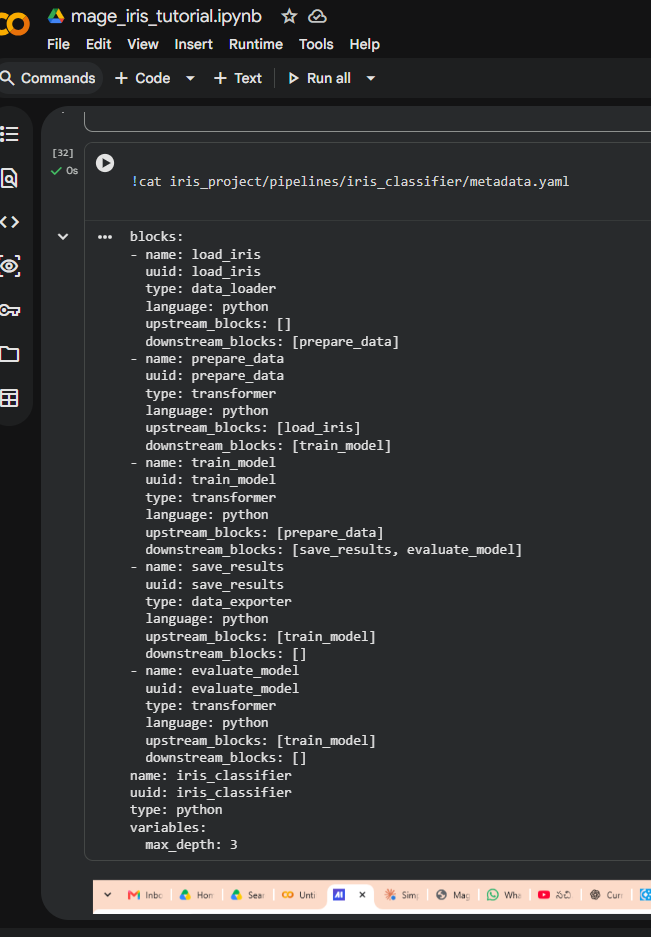 mage_iris_tutorial.ipynb
File Edit View Insert Runtime Tools Help
Commands + Code + Text Run all
[32]
0s
!cat iris_project/pipelines/iris_classifier/metadata.yaml
blocks:
- name: load_iris
  uuid: load_iris
  type: data_loader
  language: python
  upstream_blocks: []
  downstream_blocks: [prepare_data]
- name: prepare_data
  uuid: prepare_data
  type: transformer
  language: python
  upstream_blocks: [load_iris]
  downstream_blocks: [train_model]
- name: train_model
  uuid: train_model
  type: transformer
  language: python
  upstream_blocks: [prepare_data]
  downstream_blocks: [save_results, evaluate_model]
- name: save_results
  uuid: save_results
  type: data_exporter
  language: python
  upstream_blocks: [train_model]
  downstream_blocks: []
- name: evaluate_model
  uuid: evaluate_model
  type: transformer
  language: python
  upstream_blocks: [train_model]
  downstream_blocks: []
name: iris_classifier
uuid: iris_classifier
type: python
variables:
  max_depth: 3
Inbo Hon Sear Unti Simp Mag Wha నచి Curr